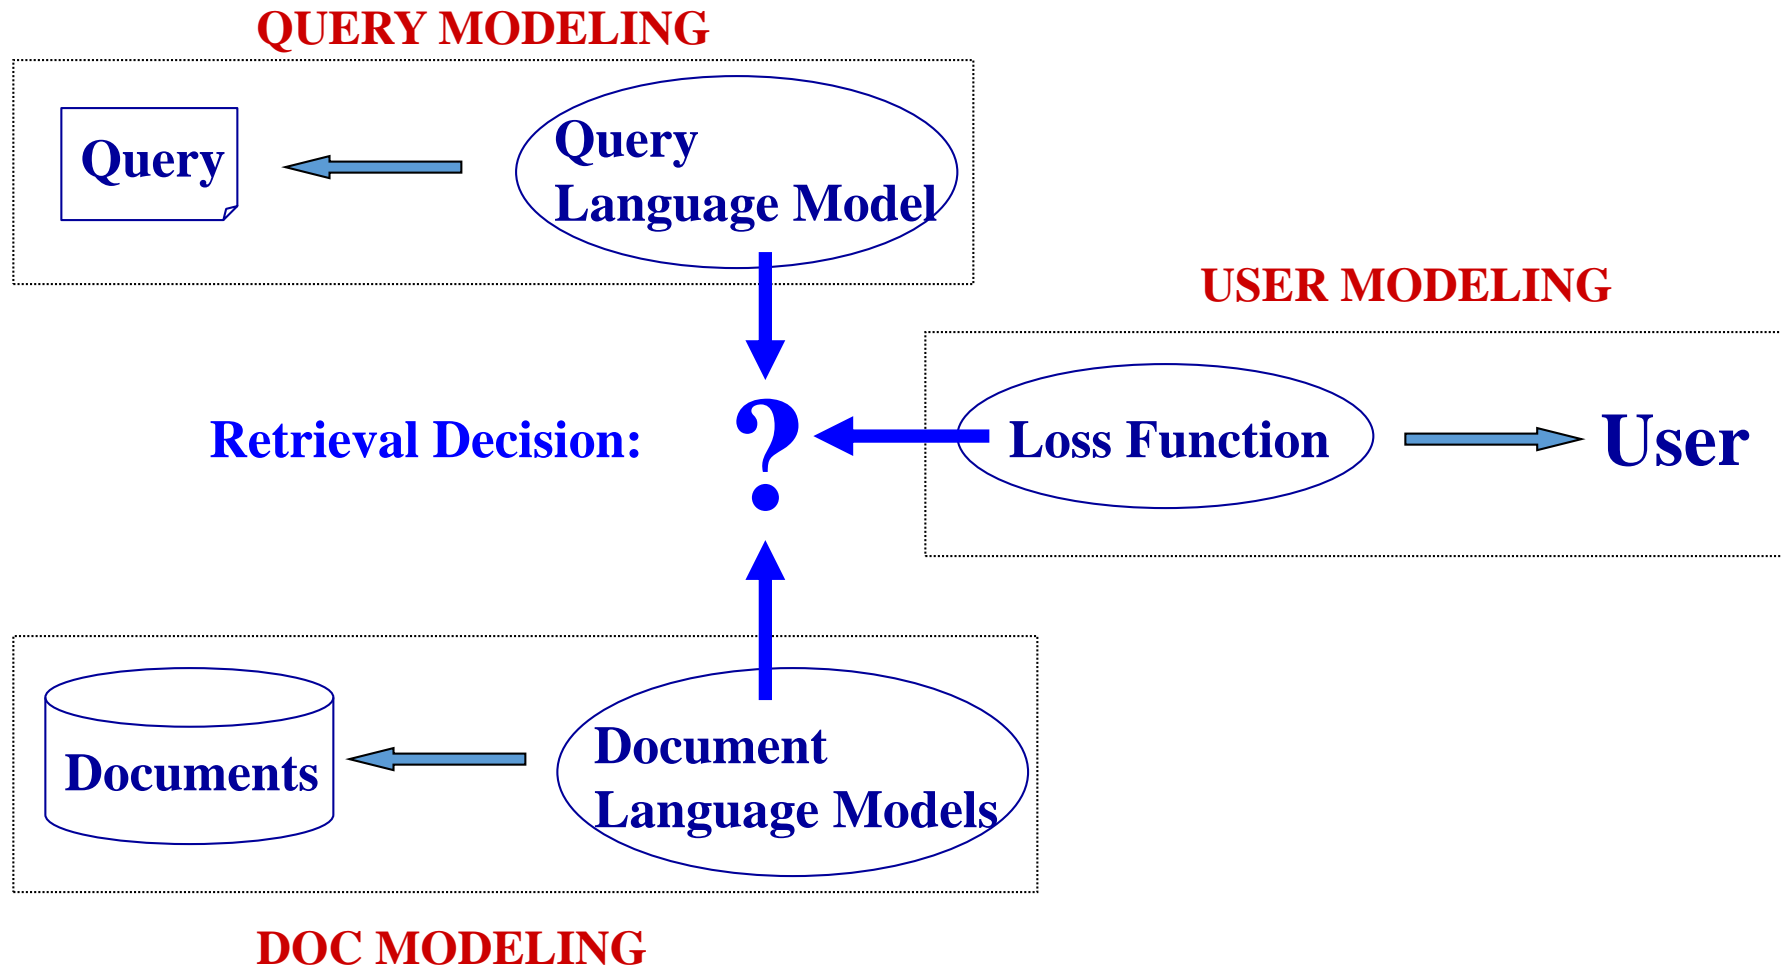 QUERY MODELING
Query
Query
Language Model
USER MODELING
Retrieval Decision:
?
Loss Function
User
Documents
Document
Language Models
DOC MODELING